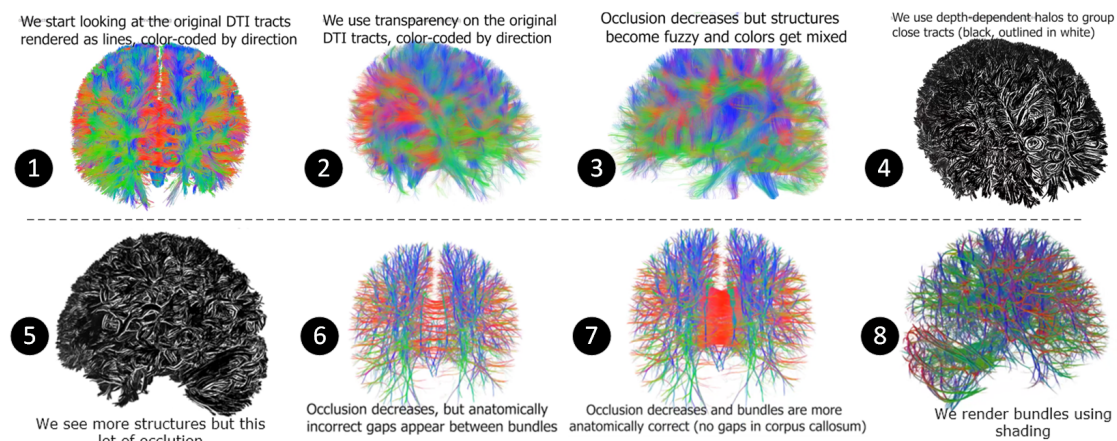 We start looking at the original DTI tracts
rendered as lines, color-coded by direction
We use transparency on the original
DTI tracts, color-coded by direction
Occlusion decreases but structures
become fuzzy and colors get mixed
We use depth-dependent halos to group
close tracts (black, outlined in white)
1
2
3
4
5
6
7
8
We see more structures but this
Occlusion decreases, but anatomically
incorrect gaps appear between bundles
Occlusion decreases and bundles are more
anatomically correct (no gaps in corpus callosum)
We render bundles using
shading